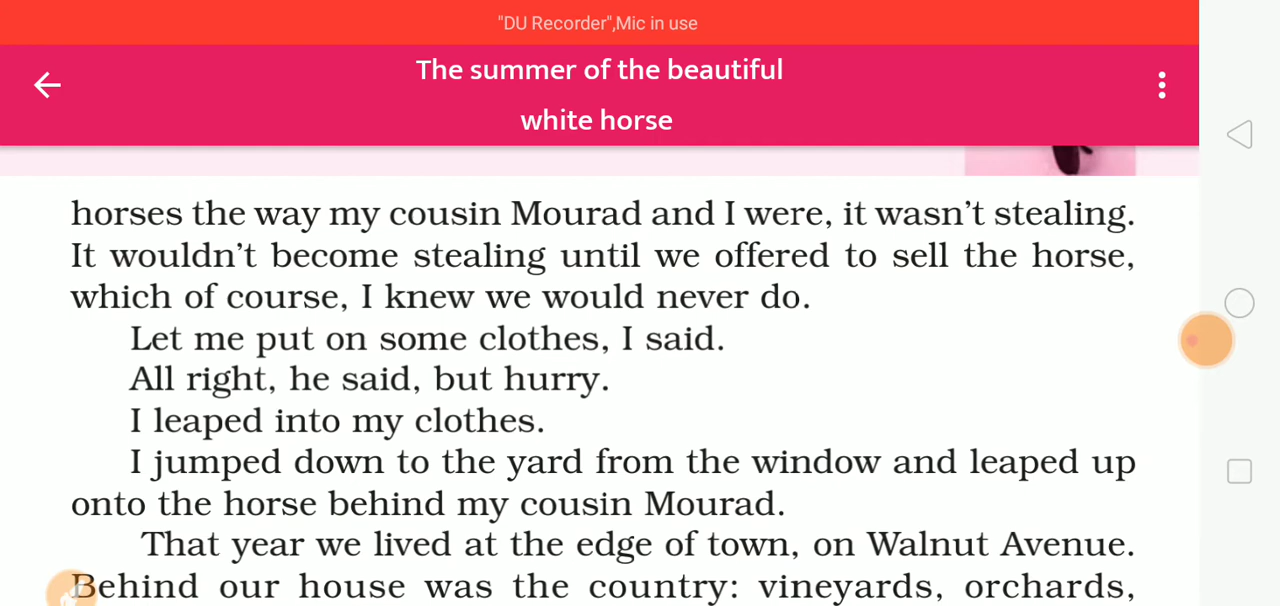 "DU Recorder",Mic in use
The summer of the beautiful
white horse
horses the way my cousin Mourad and I were, it wasn't stealing.
It wouldn't become stealing until we offered to sell the horse,
which of course, I knew we would never do.
Let me put on some clothes, I said.
All right, he said, but hurry.
I leaped into my clothes.
I jumped down to the yard from the window and leaped up
onto the horse behind my cousin Mourad.
That year we lived at the edge of town, on Walnut Avenue.
Behind our house was the country: vineyards, orchards,